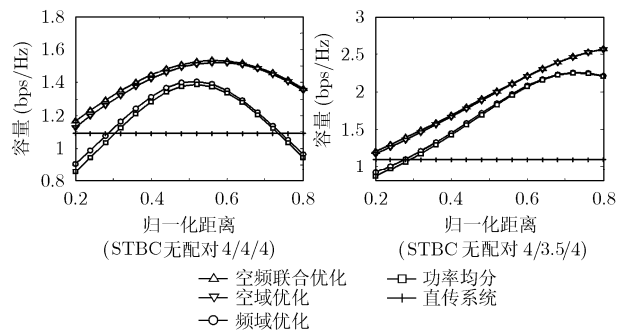 容量 (bps/Hz)
1.8
1.6
1.4
1.2
1
0.8
0.2 0.4 0.6 0.8
归一化距离
(STBC无配对4/4/4)
容量 (bps/Hz)
3
2.5
2
1.5
1
0.2 0.4 0.6 0.8
归一化距离
(STBC无配对4/3.5/4)
空频联合优化
空域优化
频域优化
功率均分
直传系统